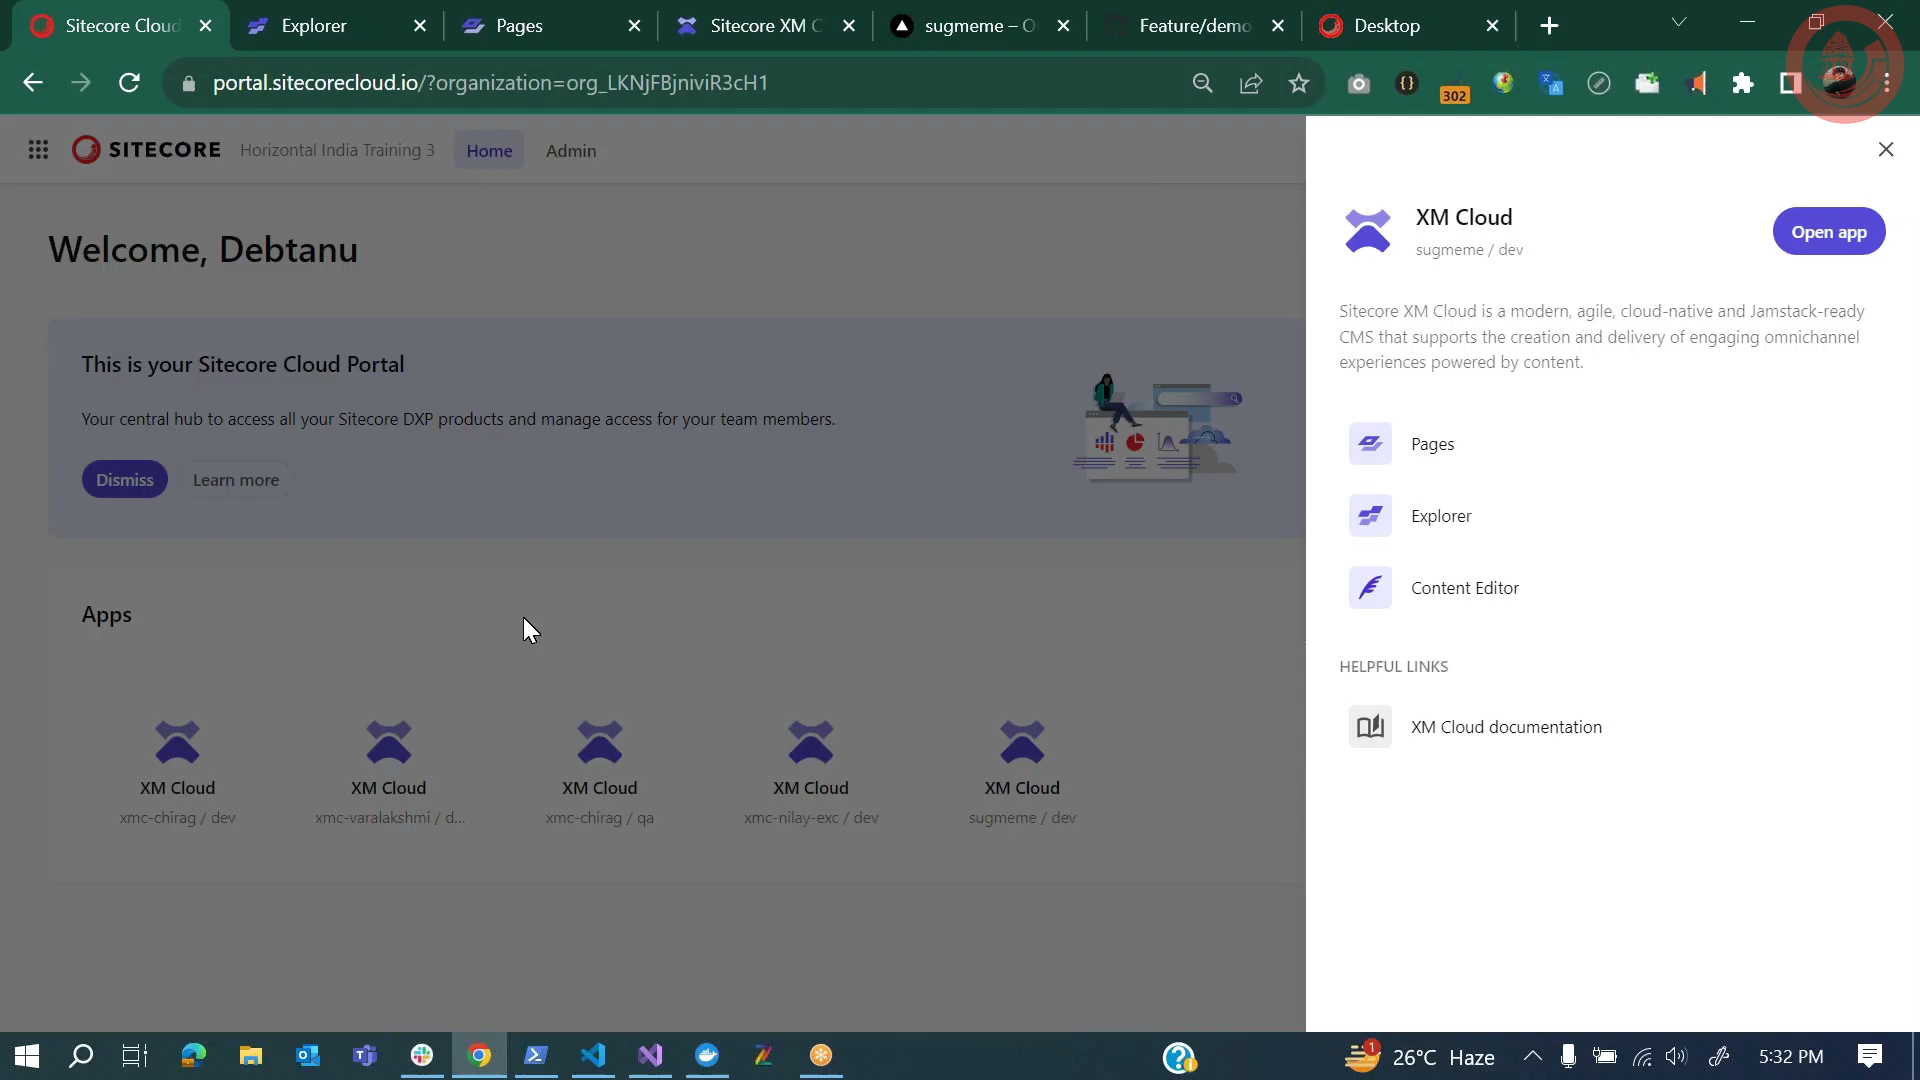 Sitecore Cloud
Explorer
Pages
Sitecore XM C
sugmeme – O
Feature/demo
Desktop
portal.sitecorecloud.io/?organization=org_LKNjFBjniviR3cH1
302
SITECORE
Horizontal India Training 3
Home
Admin
Welcome, Debtanu
This is your Sitecore Cloud Portal
Your central hub to access all your Sitecore DXP products and manage access for your team members.
Dismiss
Learn more
Apps
XM Cloud
xmc-chirag / dev
XM Cloud
xmc-varalakshmi / d...
XM Cloud
xmc-chirag / qa
XM Cloud
xmc-nilay-exc / dev
XM Cloud
sugmeme / dev
XM Cloud
sugmeme / dev
Open app
Sitecore XM Cloud is a modern, agile, cloud-native and Jamstack-ready
CMS that supports the creation and delivery of engaging omnichannel
experiences powered by content.
Pages
Explorer
Content Editor
HELPFUL LINKS
XM Cloud documentation
1
26°C Haze
5:32 PM